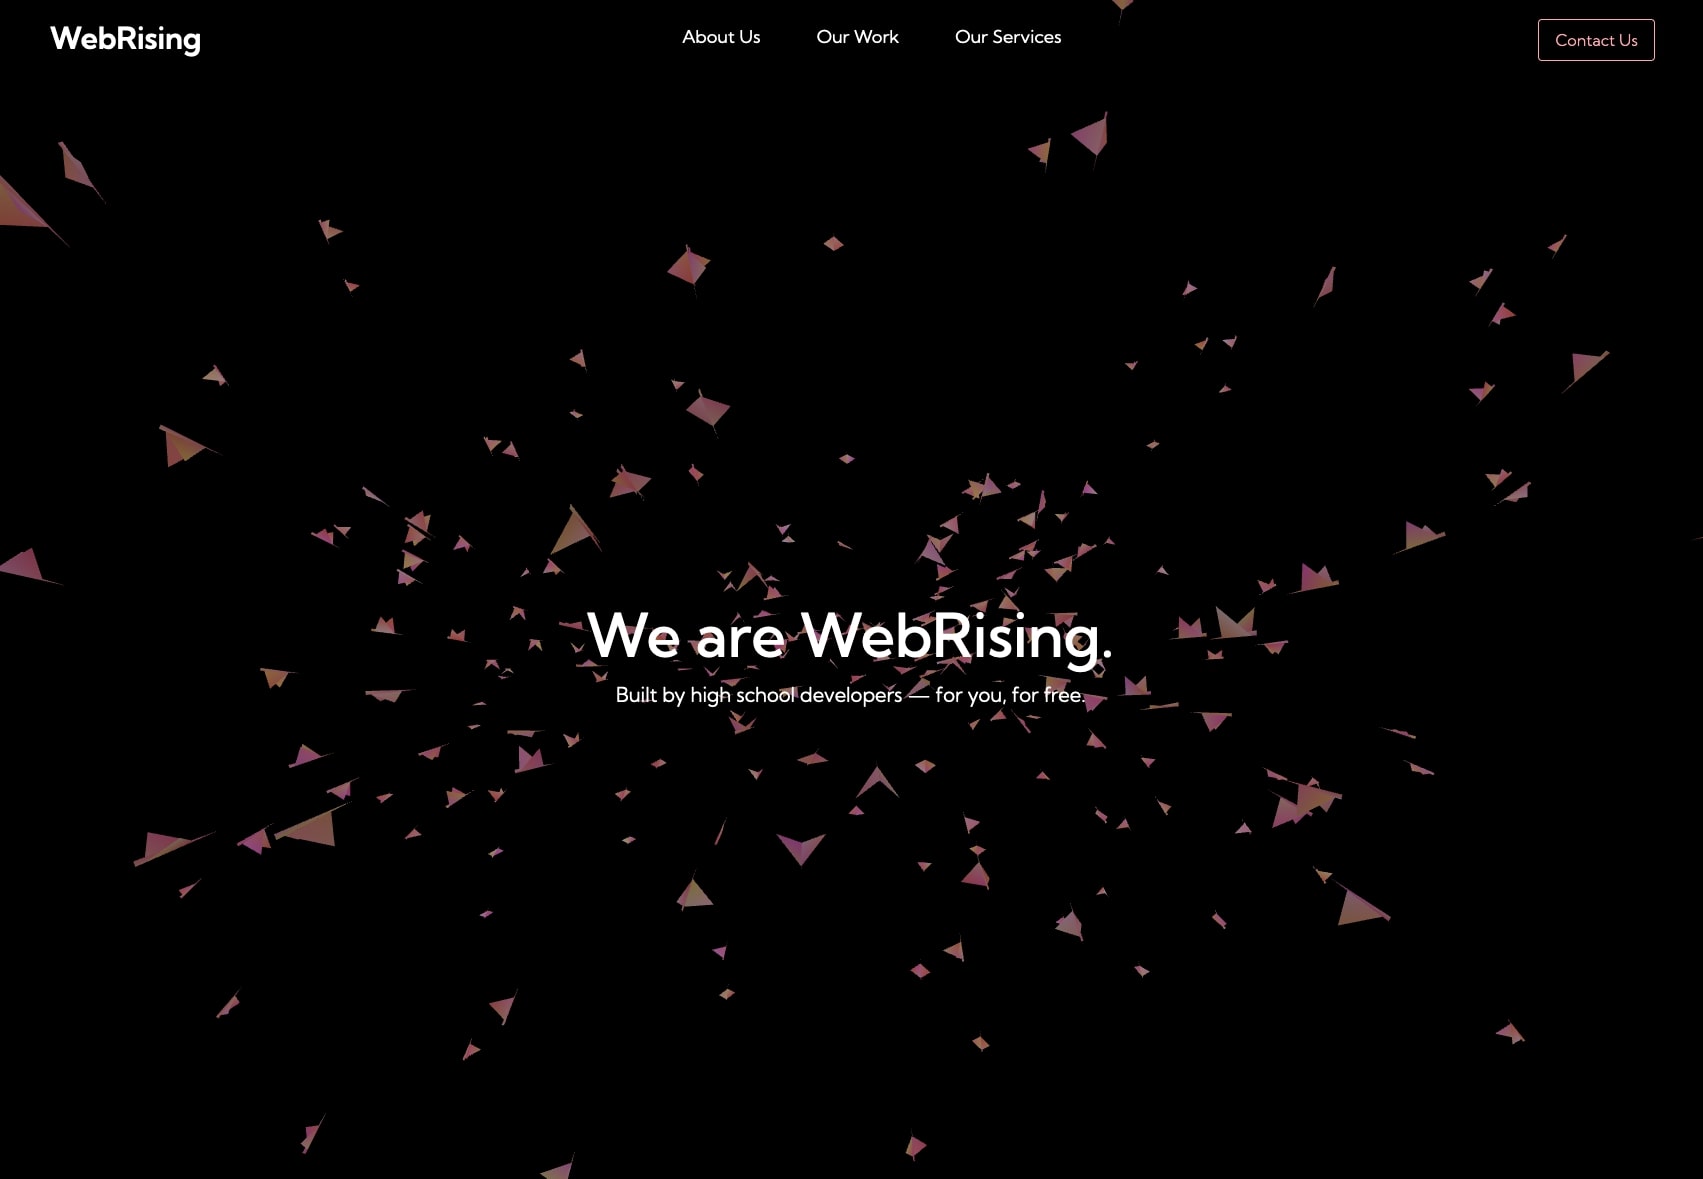 WebRising
About Us
Our Work
Our Services
Contact Us
We are WebRising.
Built by high school developers — for you, for free.